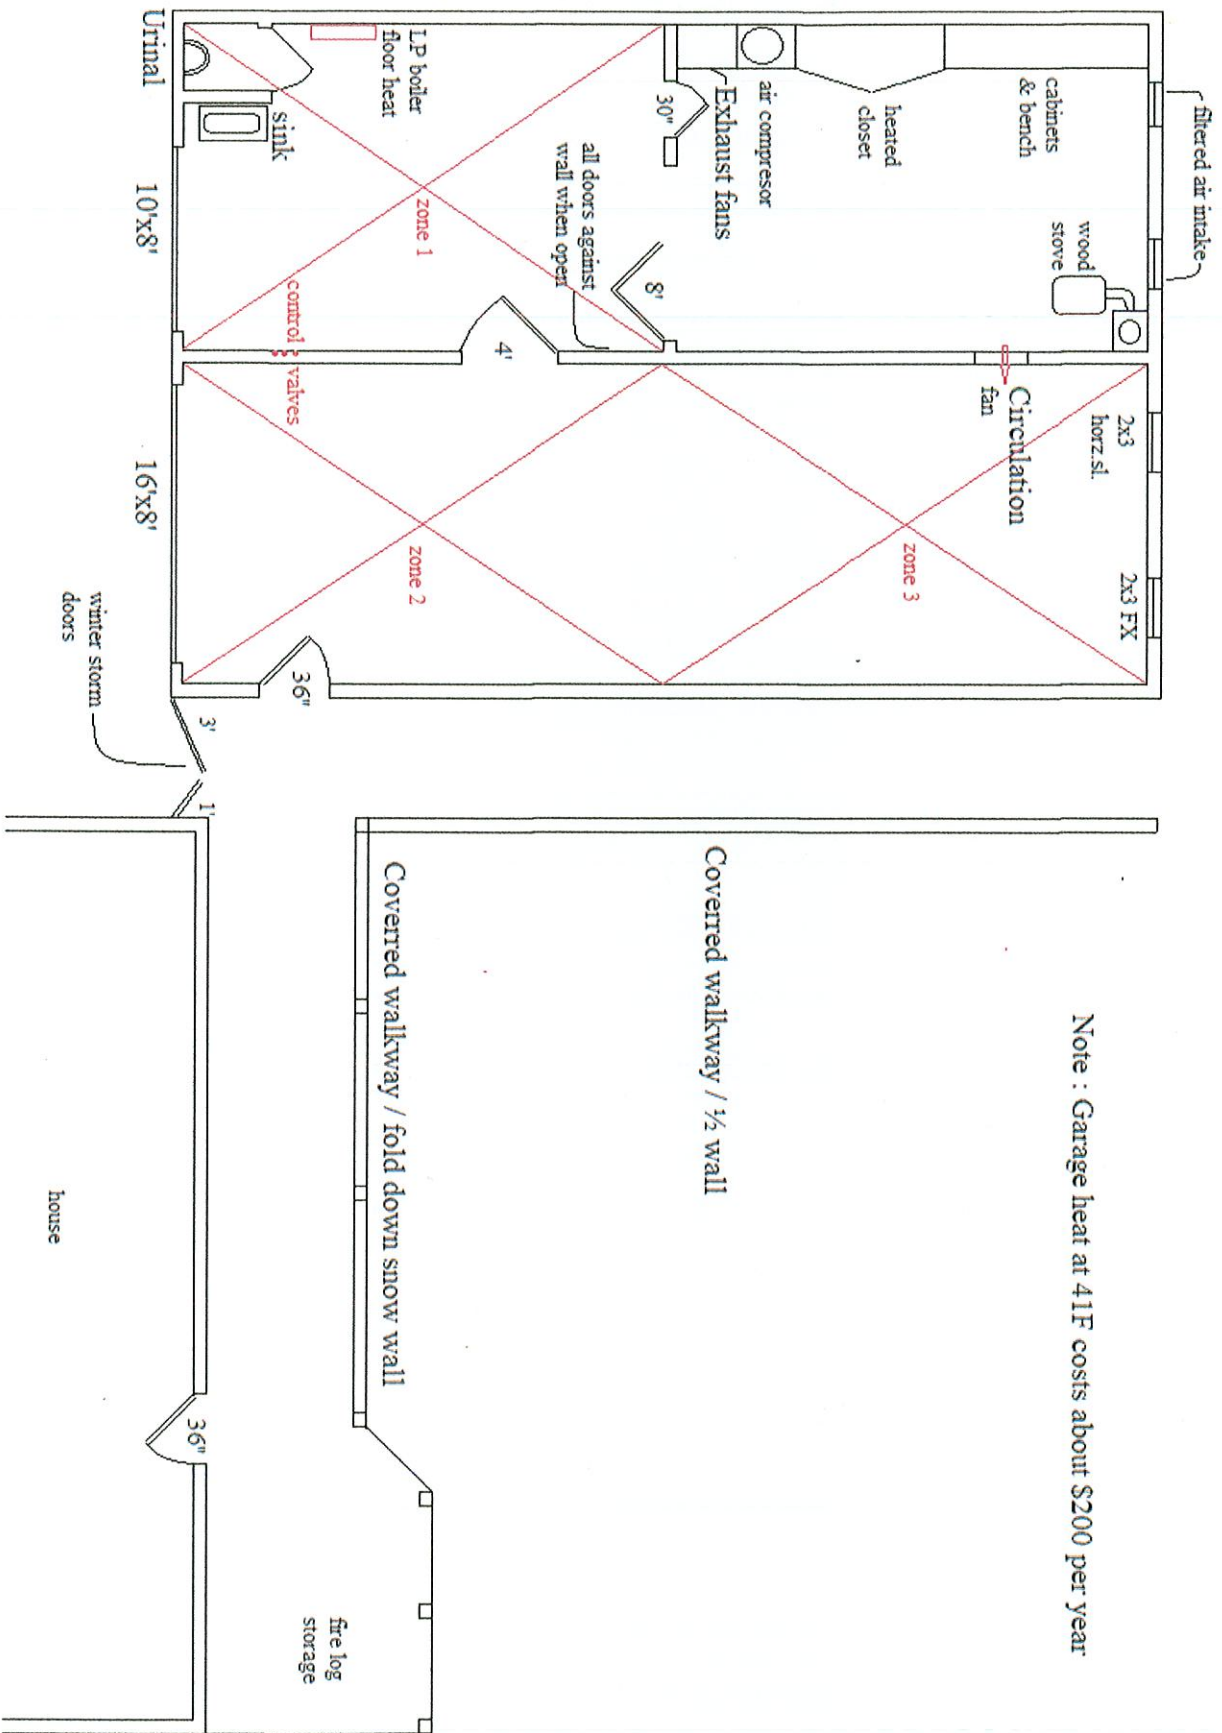 Note : Garage heat at 41F costs about $200 per year
filtered air intake
cabinets
& bench
wood
stove
2x3
horz.sl.
2x3 FX
heated
closet
Circulation
fan
air compresor
zone 3
Exhaust fans
30"
8'
Coverred walkway / ½ wall
all doors against
wall when open
4'
LP boiler
floor heat
zone 1
zone 2
Coverred walkway / fold down snow wall
sink
control
valves
36"
fire log
storage
Urinal
10'x8'
16'x8'
3'
1'
36"
winter storm
doors
house